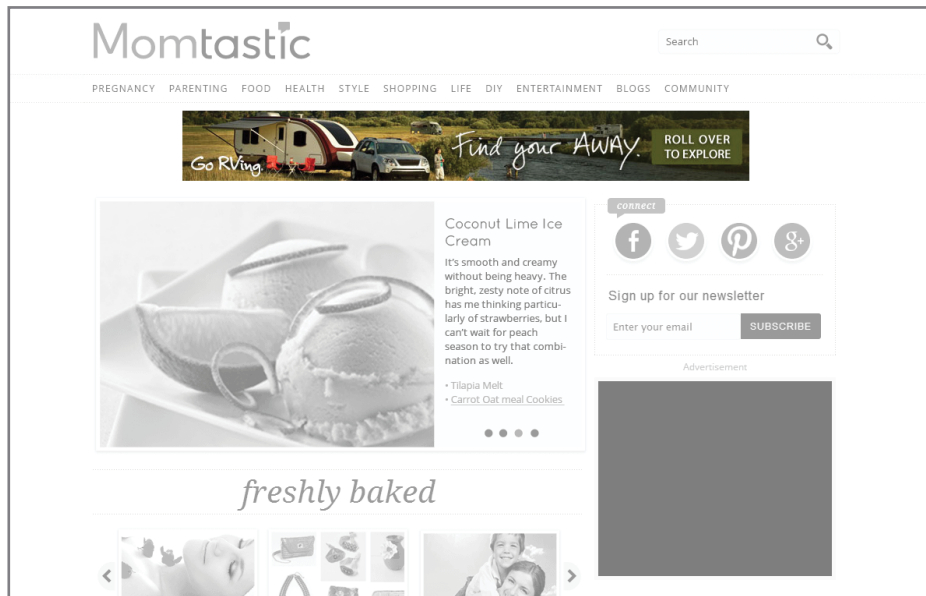 Momtastic
Search
PREGNANCY PARENTING FOOD HEALTH STYLE SHOPPING LIFE DIY ENTERTAINMENT BLOGS COMMUNITY
Go RVing. Find your AWAY. ROLL OVER
TO EXPLORE
Coconut Lime Ice
Cream
It's smooth and creamy
without being heavy. The
bright, zesty note of citrus
has me thinking particu-
larly of strawberries, but I
can't wait for peach
season to try that combi-
nation as well.
• Tilapia Melt
• Carrot Oat meal Cookies
connect
f g+
Sign up for our newsletter
Enter your email SUBSCRIBE
Advertisement
freshly baked